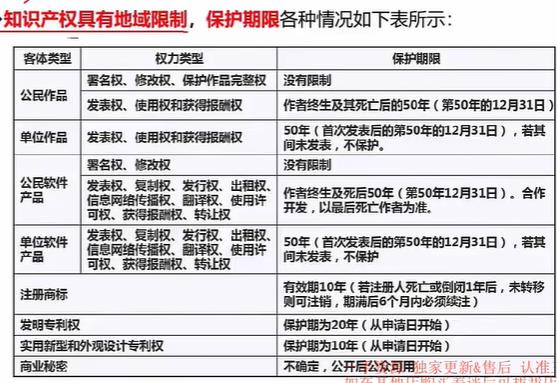 知识产权具有地域限制，保护期限各种情况如下表所示：
客体类型 权力类型 保护期限
公民作品 署名权、修改权、保护作品完整权 没有限制
发表权、使用权和获得报酬权 作者终生及其死亡后的50年（第50年的12月31日）
单位作品 发表权、使用权和获得报酬权 50年（首次发表后的第50年的12月31日），若其
间未发表，不保护。
公民软件
产品
署名权、修改权 没有限制
发表权、复制权、发行权、出租权、
信息网络传播权、翻译权、使用许
可权、获得报酬权、转让权
作者终生及死后50年（第50年12月31日）。合作
开发，以最后死亡作者为准。
单位软件
产品
发表权、复制权、发行权、出租权、
信息网络传播权、翻译权、使用许
可权、获得报酬权、转让权
50年（首次发表后的第50年的12月31日），若其
间未发表，不保护
注册商标 有效期10年（若注册人死亡或倒闭1年后，未转移
则可注销，期满后6个月内必须续注）
发明专利权 保护期为20年（从申请日开始）
实用新型和外观设计专利权 保护期为10年（从申请日开始）
商业秘密 不确定，公开后公众可用
独家更新&售后 认准